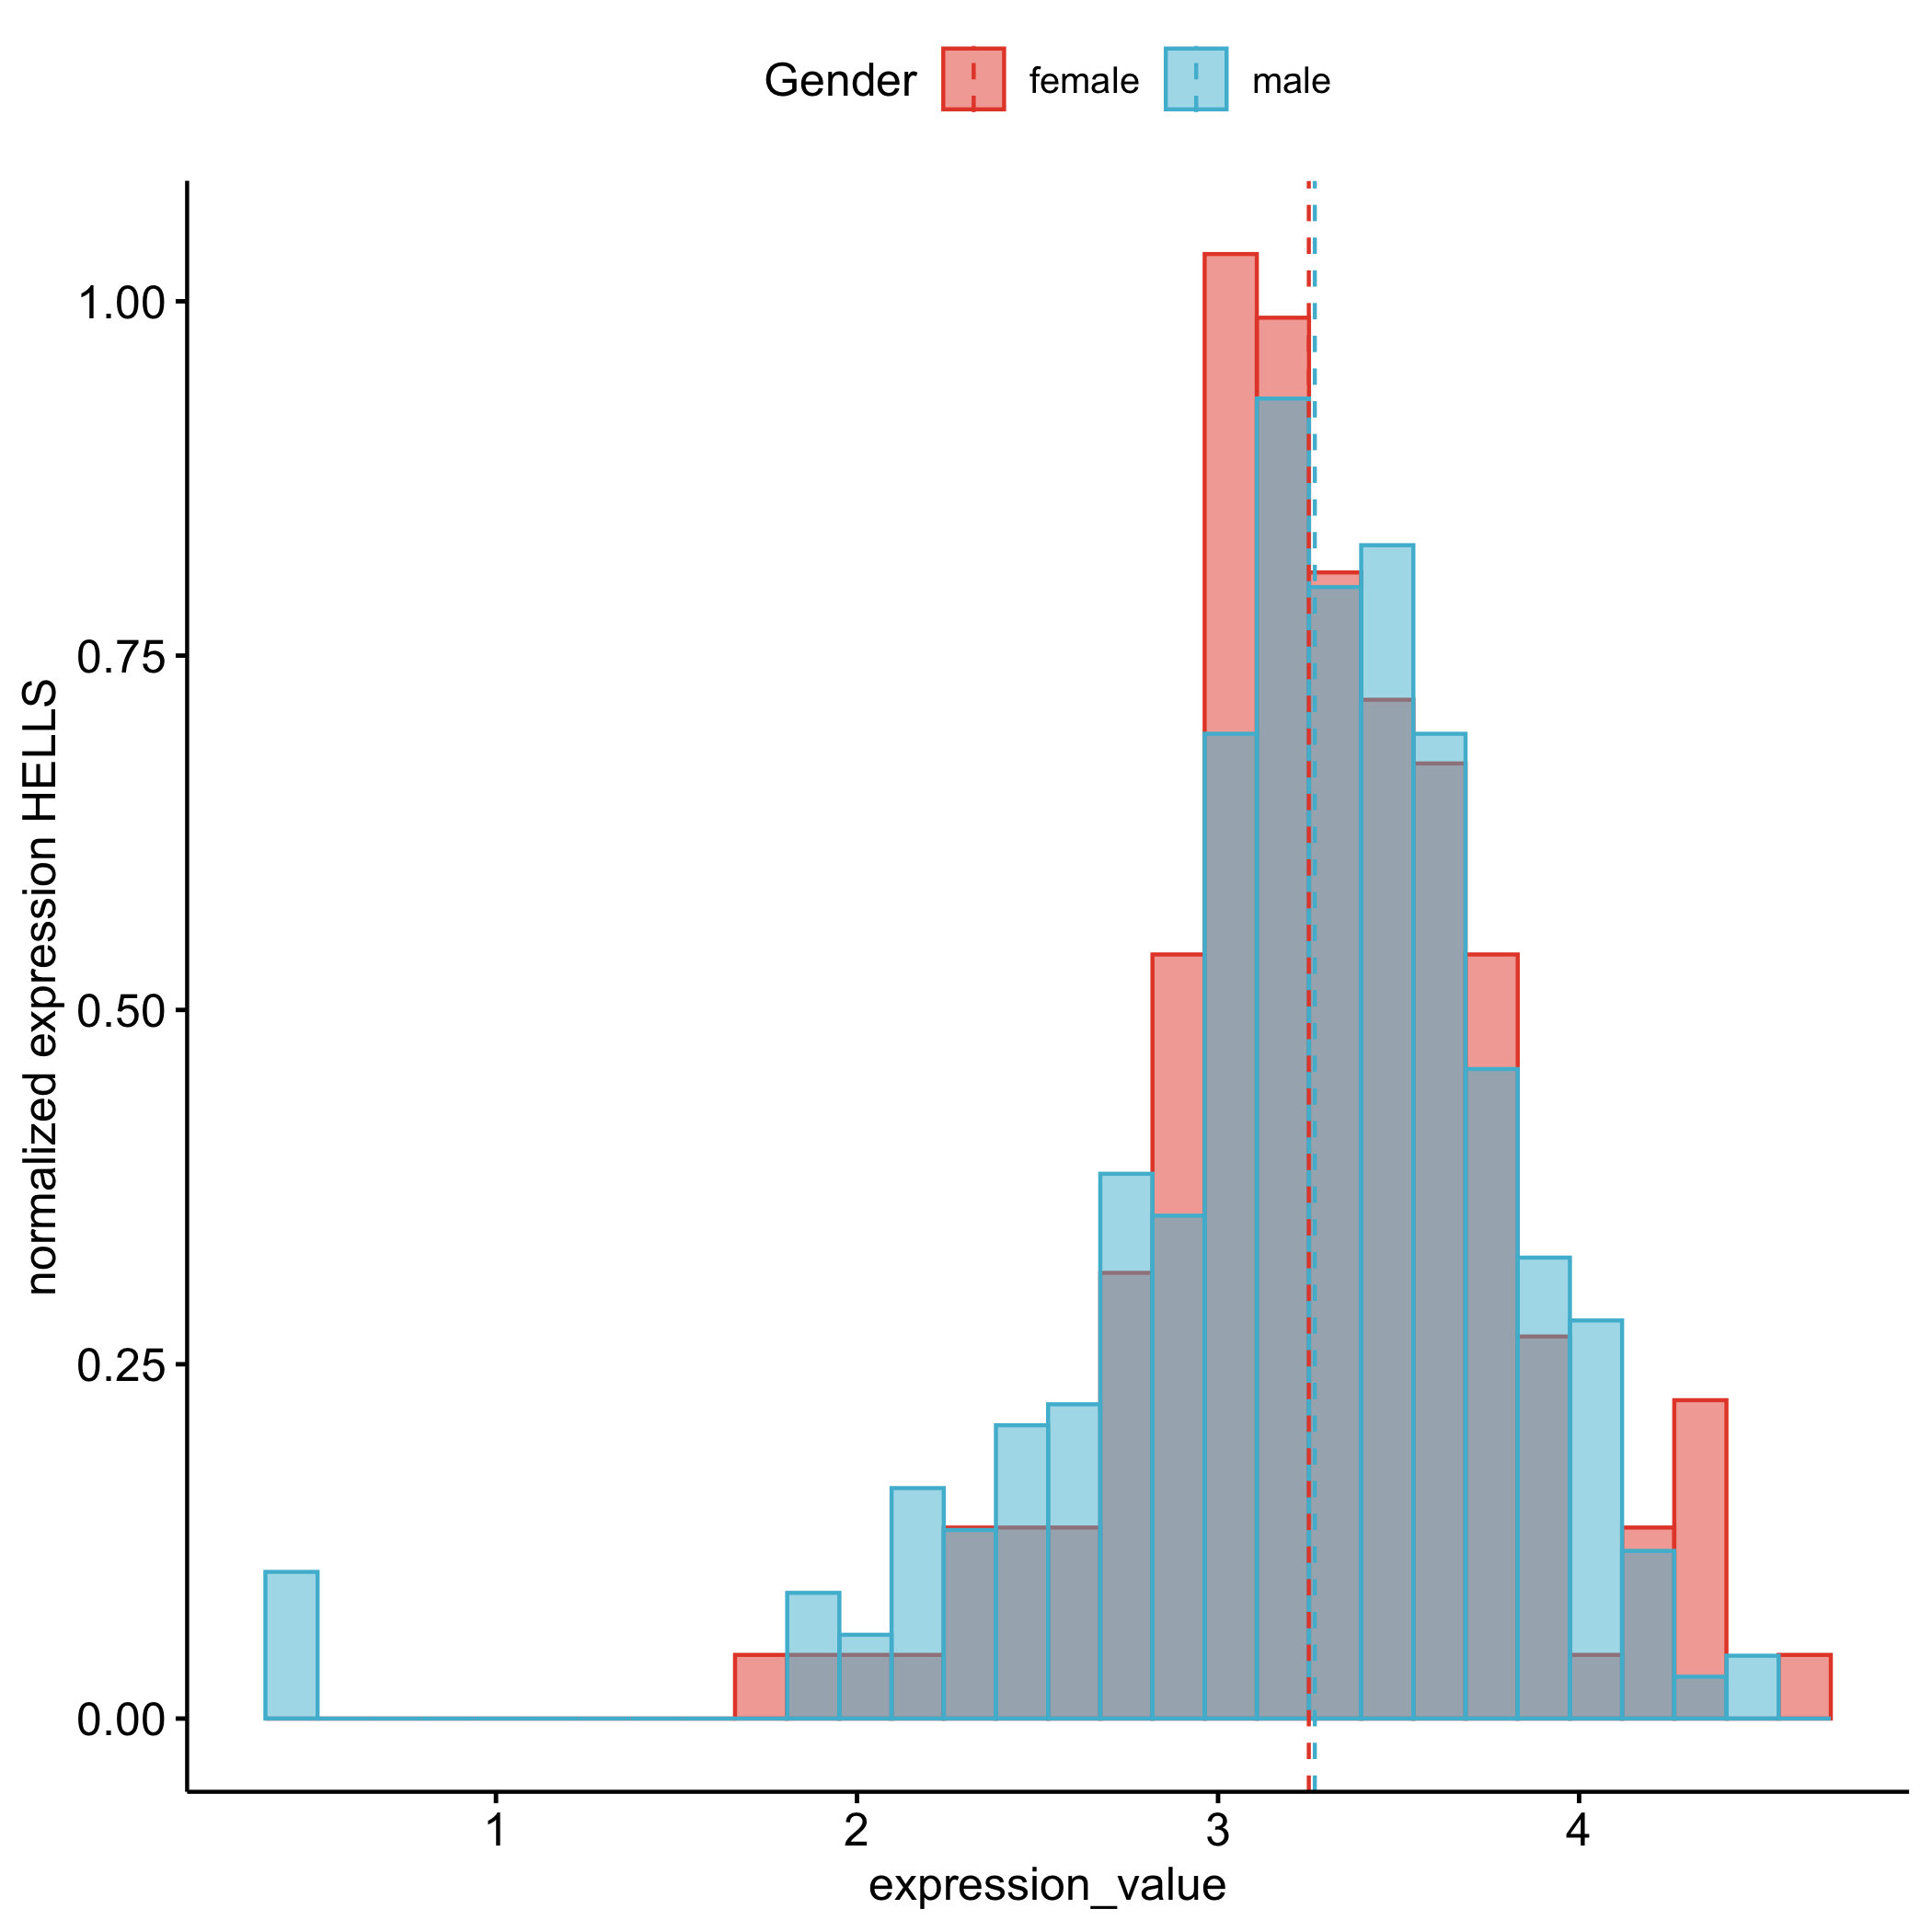 Gender female male
normalized expression HELLS
1.00
0.75
0.50
0.25
0.00
1 2 3 4
expression_value